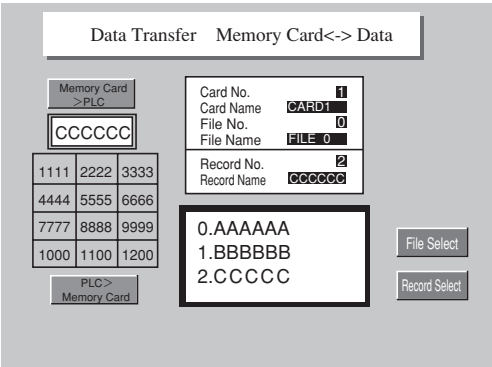 Data Transfer Memory Card<-> Data
Memory Card
>PLC
CCCCCC
1111 2222 3333
4444 5555 6666
7777 8888 9999
1000 1100 1200
PLC>
Memory Card
Card No. 1
Card Name CARD1
File No. 0
File Name FILE 0
Record No. 2
Record Name CCCCCC
0.AAAAAA
1.BBBBBB
2.CCCCC
File Select
Record Select